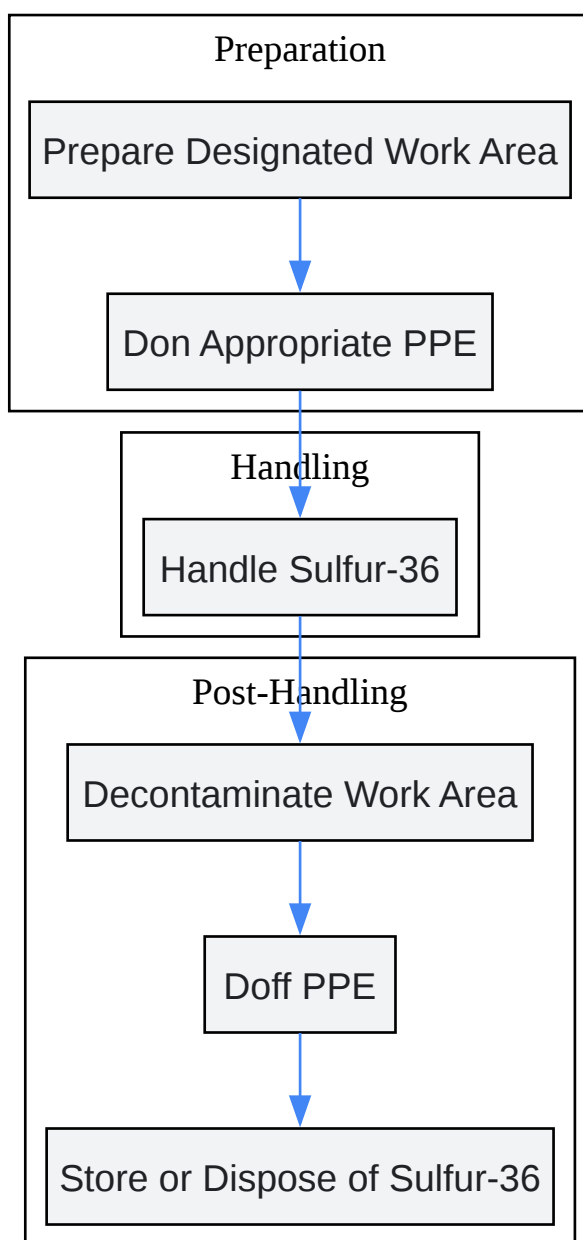 Preparation
Prepare Designated Work Area
Don Appropriate PPE
Handling
Handle Sulfur-36
Post-Handling
Decontaminate Work Area
Doff PPE
Store or Dispose of Sulfur-36